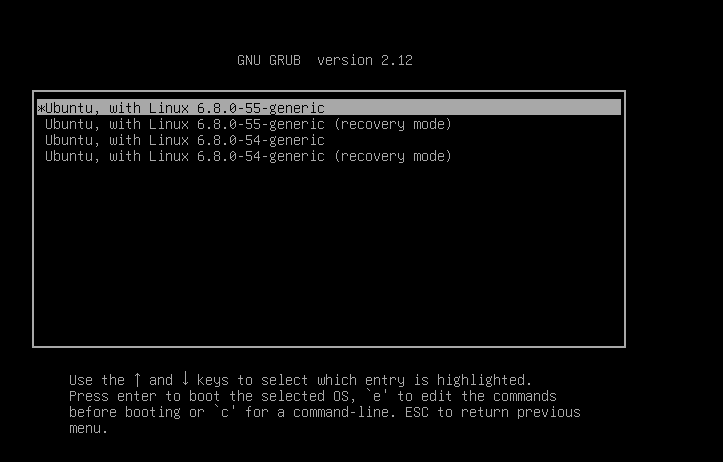 GNU GRUB  version 2.12
*Ubuntu, with Linux 6.8.0-55-generic
Ubuntu, with Linux 6.8.0-55-generic (recovery mode)
Ubuntu, with Linux 6.8.0-54-generic
Ubuntu, with Linux 6.8.0-54-generic (recovery mode)
Use the ↑ and ↓ keys to select which entry is highlighted.
Press enter to boot the selected OS, `e' to edit the commands
before booting or `c' for a command-line. ESC to return previous
menu.